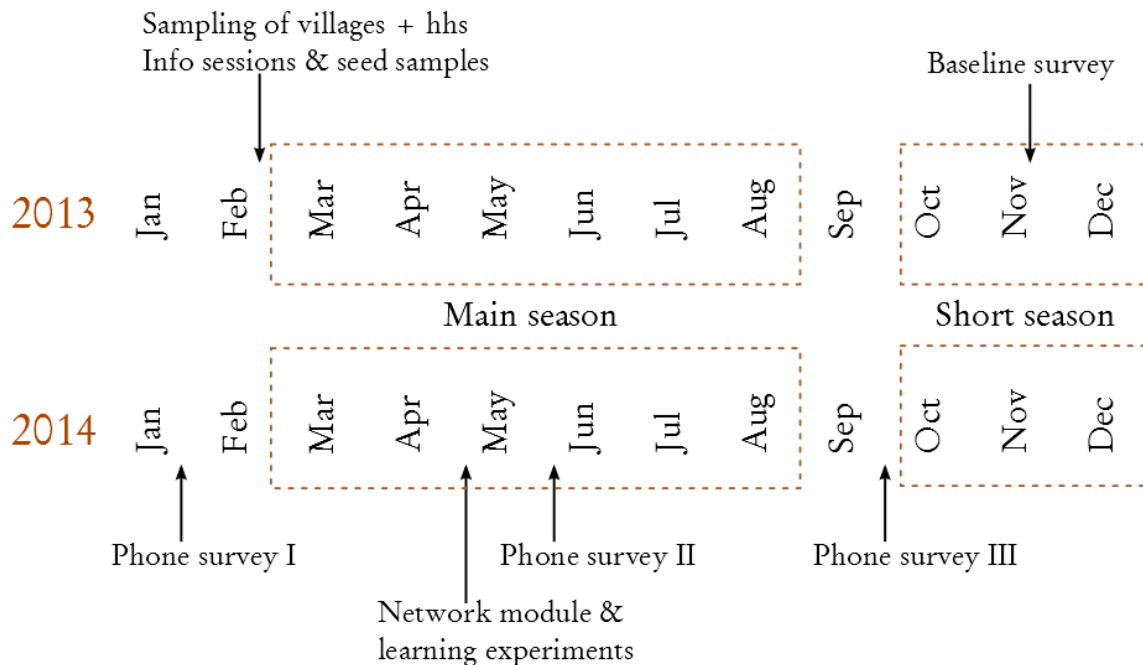 Sampling of villages + hhs
Info sessions & seed samples
Baseline survey
2013 Jan Feb Mar Apr May Jun Jul Aug Sep Oct Nov Dec
Main season Short season
2014 Jan Feb Mar Apr May Jun Jul Aug Sep Oct Nov Dec
Phone survey I Phone survey II Phone survey III
Network module &
learning experiments